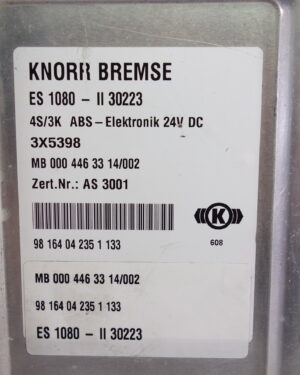 KNORR BREMSE
ES 1080 - II 30223
4S/3K ABS - Elektronik 24V DC
3X5398
MB 000 446 33 14/002
Zert.Nr.: AS 3001
K
98 164 04 235 1 133
608
MB 000 446 33 14/002
98 164 04 235 1 133
ES 1080 - II 30223